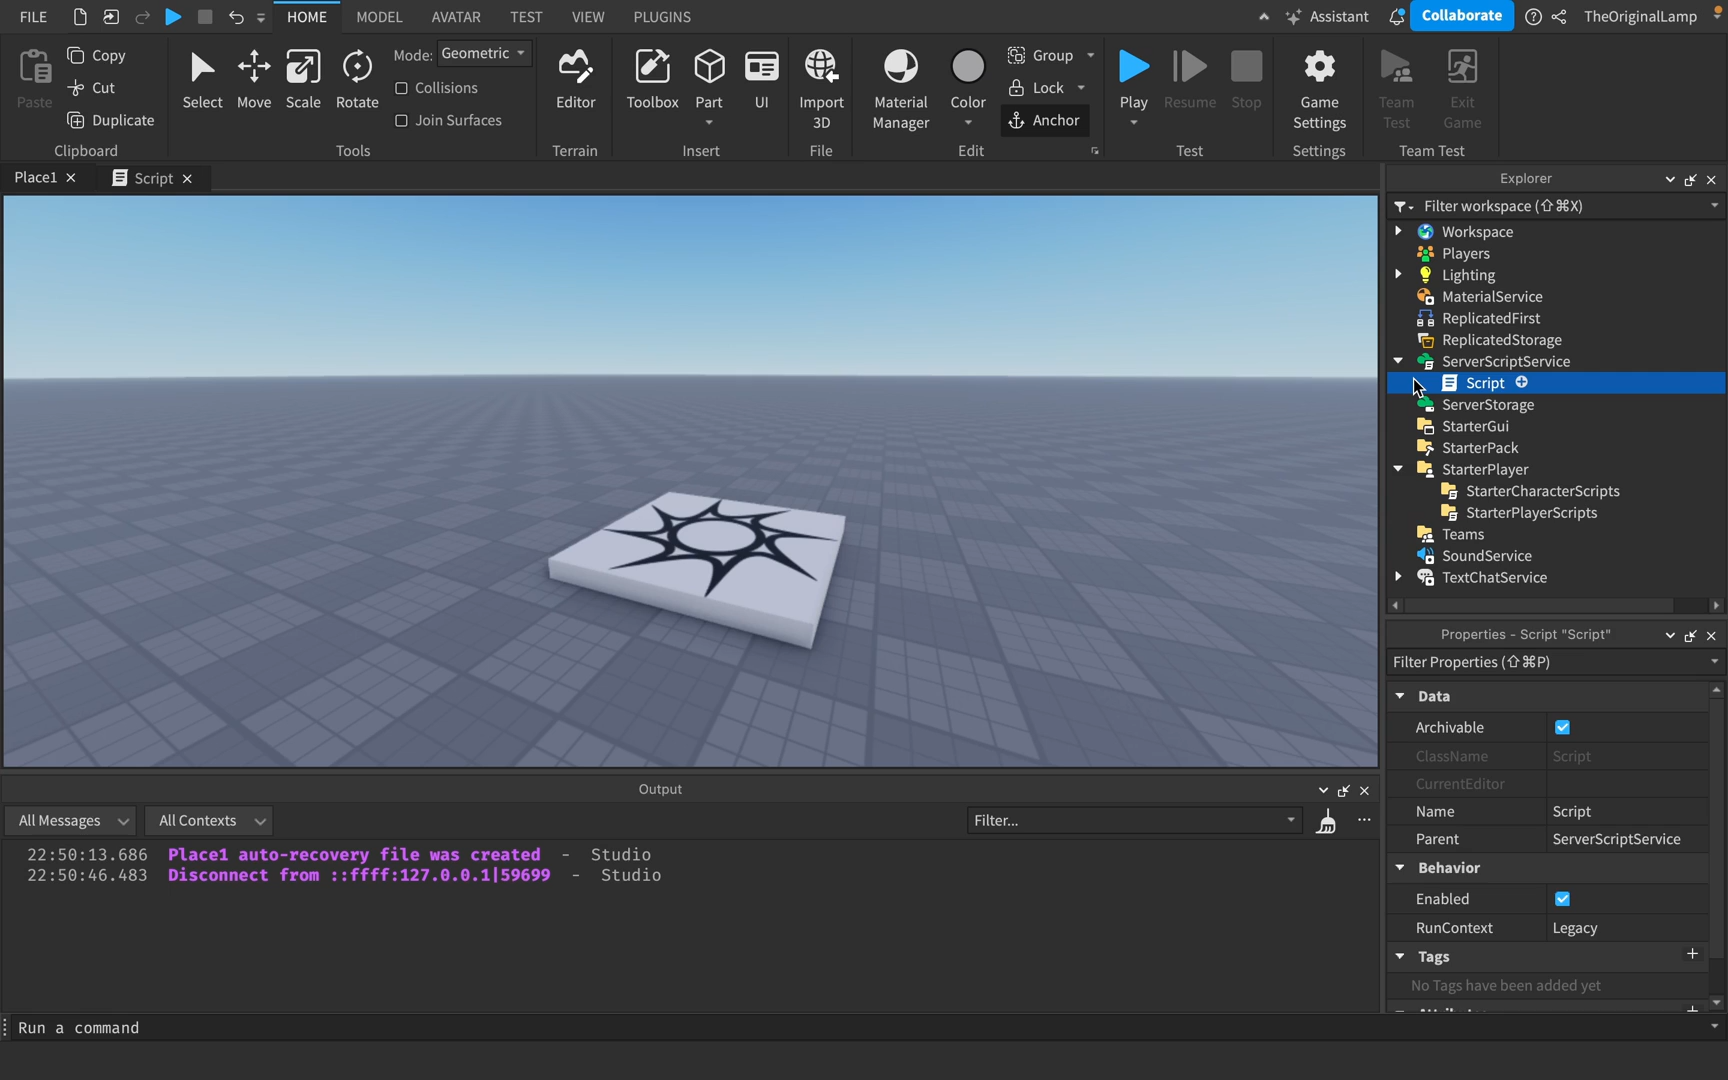 FILE HOME MODEL AVATAR TEST VIEW PLUGINS Assistant Collaborate TheOriginalLamp
Paste Copy Cut Duplicate
Clipboard
Select Move Scale Rotate
Mode: Geometric
Collisions
Join Surfaces
Tools
Editor
Terrain
Toolbox Part UI
Insert
Import
3D
File
Material
Manager
Color
Group
Lock
Anchor
Edit
Play Resume Stop
Test
Game
Settings
Settings
Team
Test
Exit
Game
Team Test
Place1 Script
Explorer
Filter workspace (⇧⌘X)
Workspace
Players
Lighting
MaterialService
ReplicatedFirst
ReplicatedStorage
ServerScriptService
Script
ServerStorage
StarterGui
StarterPack
StarterPlayer
StarterCharacterScripts
StarterPlayerScripts
Teams
SoundService
TextChatService
Properties - Script "Script"
Filter Properties (⇧⌘P)
Data
Archivable
ClassName Script
CurrentEditor
Name Script
Parent ServerScriptService
Behavior
Enabled
RunContext Legacy
Tags
No Tags have been added yet
Output
All Messages All Contexts Filter...
22:50:13.686 Place1 auto-recovery file was created - Studio
22:50:46.483 Disconnect from ::ffff:127.0.0.1|59699 - Studio
Run a command